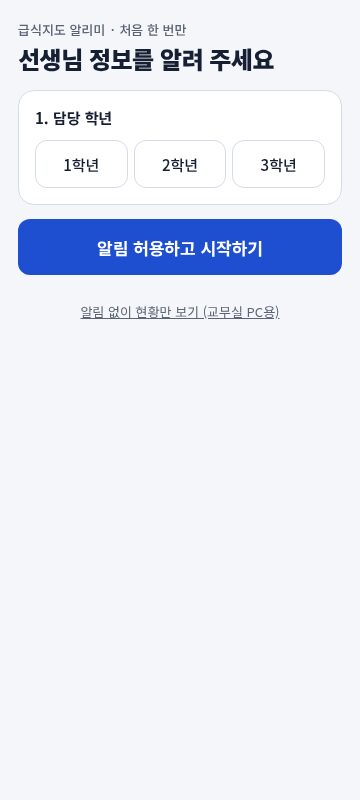 급식지도 알리미 · 처음 한 번만
선생님 정보를 알려 주세요
1. 담당 학년
1학년 2학년 3학년
알림 허용하고 시작하기
알림 없이 현황만 보기 (교무실 PC용)